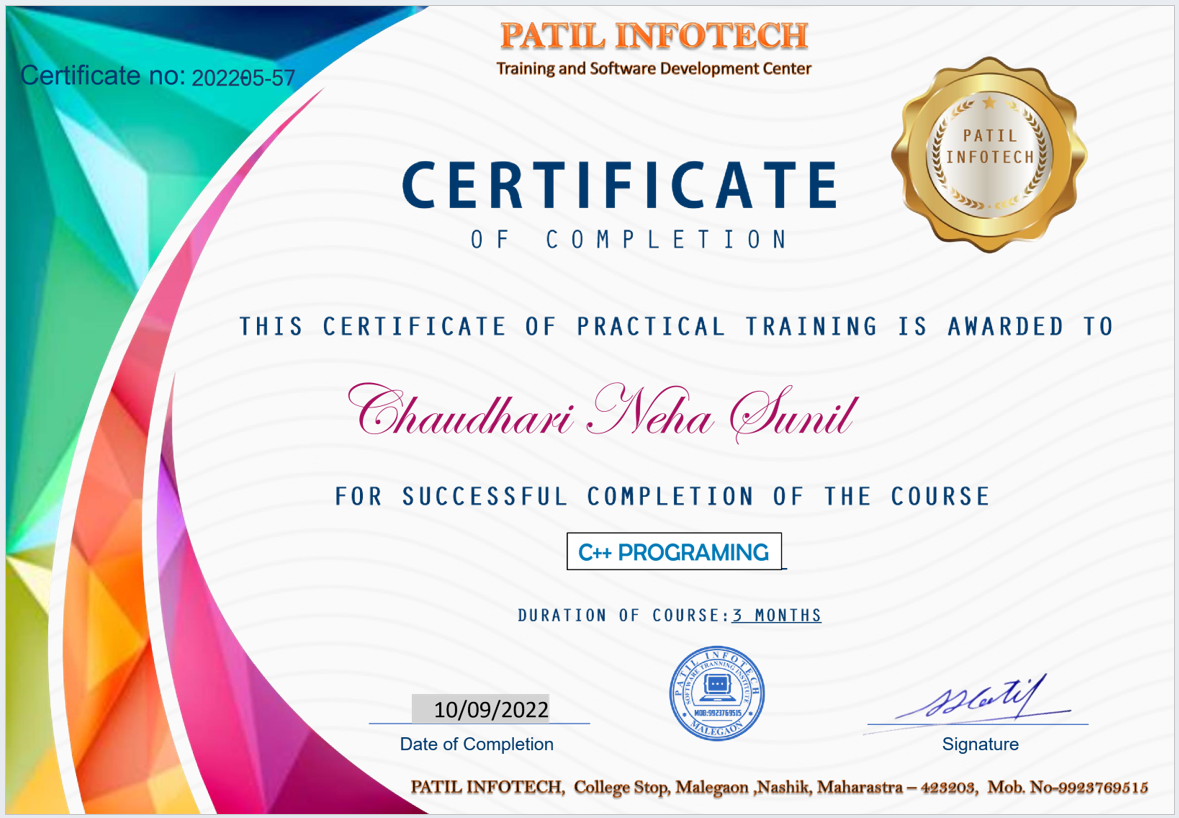 PATIL INFOTECH
Training and Software Development Center
Certificate no: 202205-57
PATIL
INFOTECH
CERTIFICATE
OF COMPLETION
THIS CERTIFICATE OF PRACTICAL TRAINING IS AWARDED TO
Chaudhari Neha Sunil
FOR SUCCESSFUL COMPLETION OF THE COURSE
C++ PROGRAMING
DURATION OF COURSE:3 MONTHS
PATIL INFOTECH
SOFTWARE TRANNING INSTITUTE
MOB:9923769515
MALEGAON
10/09/2022
Date of Completion
Signature
PATIL INFOTECH, College Stop, Malegaon ,Nashik, Maharastra – 423203, Mob. No-9923769515